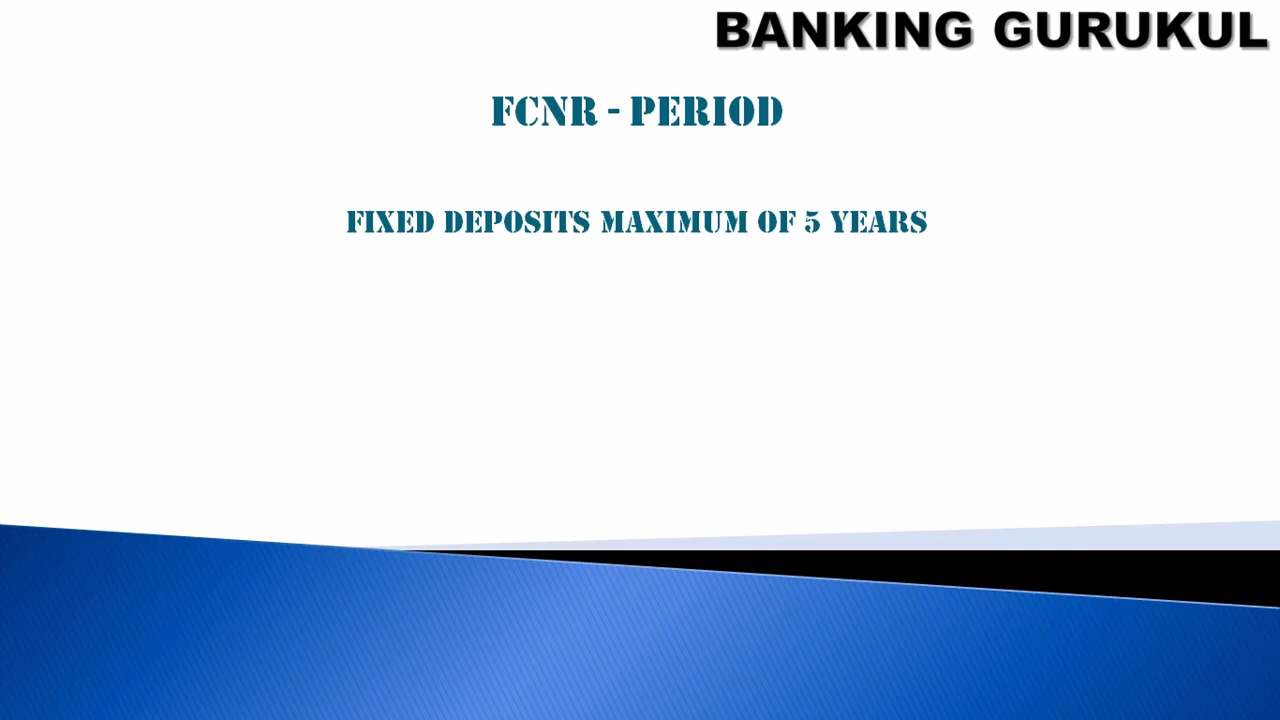 BANKING GURUKUL
FCNR - PERIOD
FIXED DEPOSITS MAXIMUM OF 5 YEARS